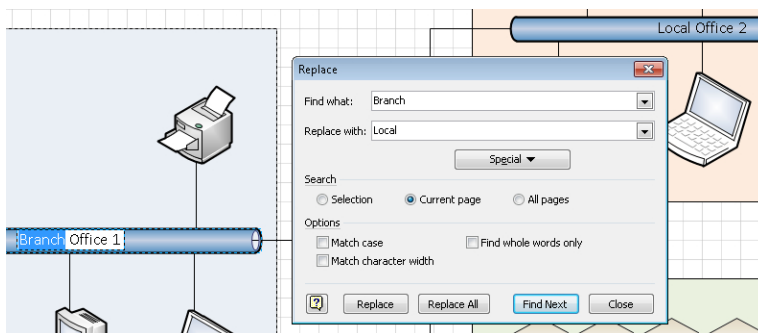 Local Office 2
Replace
Find what: Branch
Replace with: Local
Special
Search
Selection Current page All pages
Branch Office 1
Options
Match case Find whole words only
Match character width
Replace Replace All Find Next Close